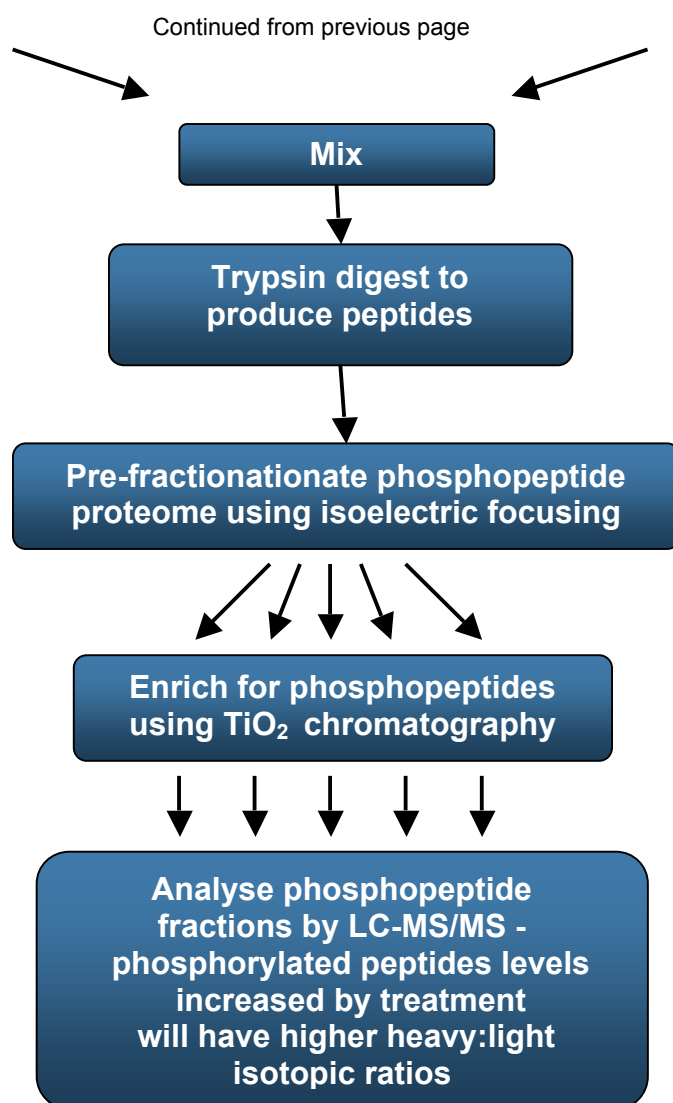 Continued from previous page
Mix
Trypsin digest to
produce peptides
Pre-fractionationate phosphopeptide
proteome using isoelectric focusing
Enrich for phosphopeptides
using TiO₂ chromatography
Analyse phosphopeptide
fractions by LC-MS/MS -
phosphorylated peptides levels
increased by treatment
will have higher heavy:light
isotopic ratios